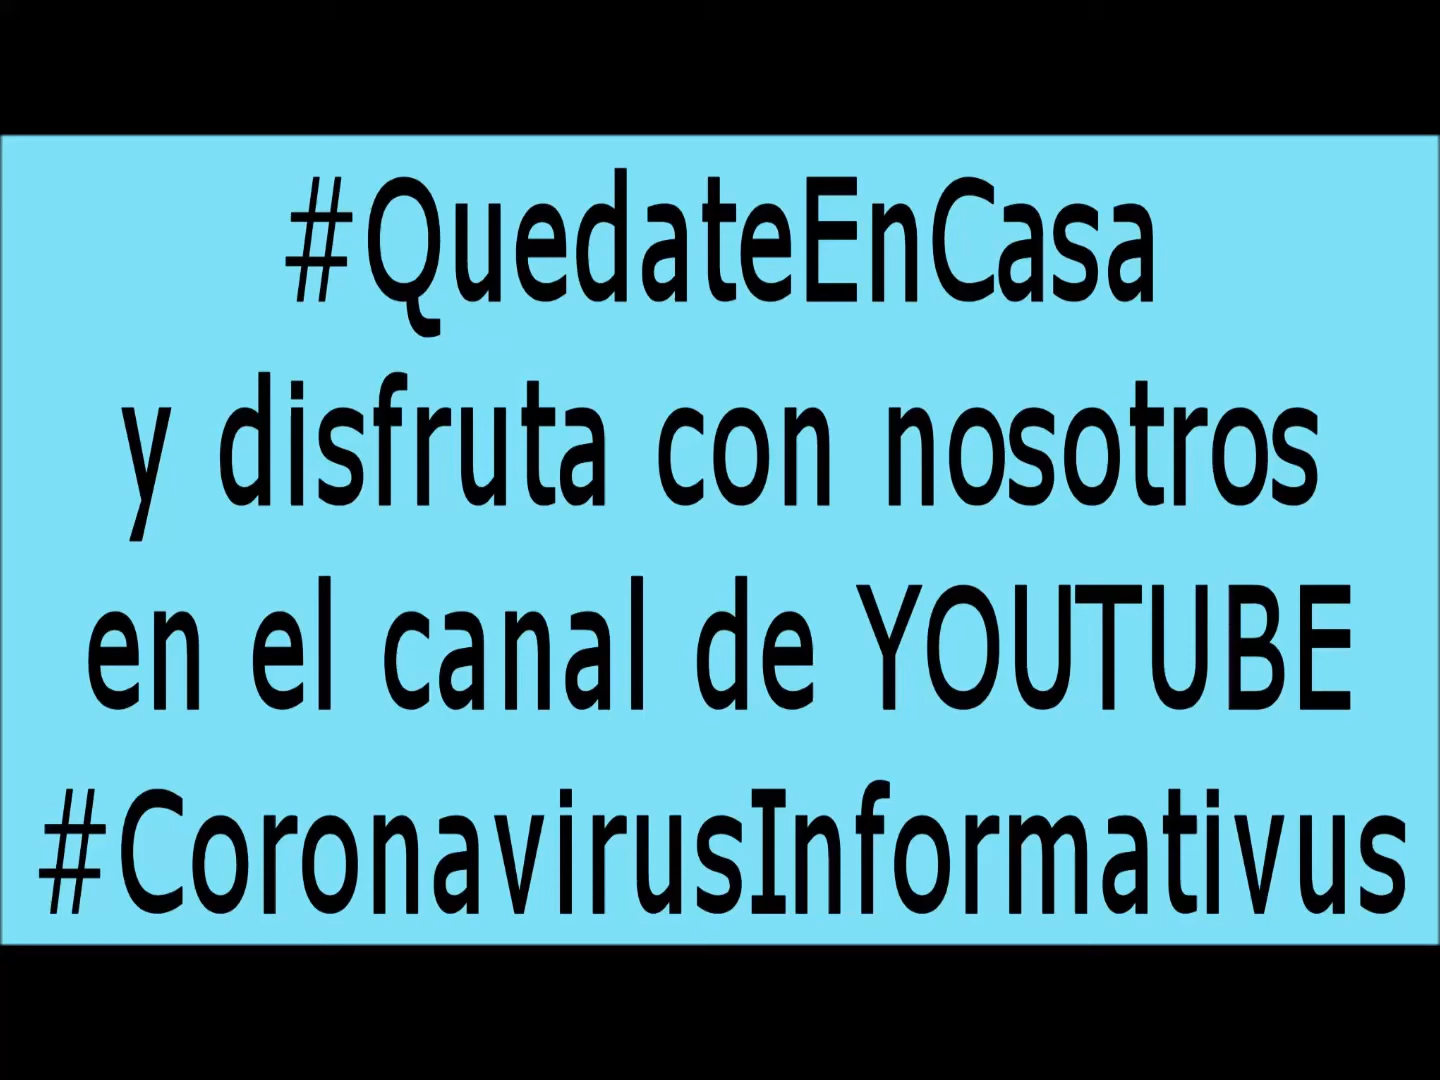 #QuedateEnCasa
y disfruta con nosotros
en el canal de YOUTUBE
#CoronavirusInformativus